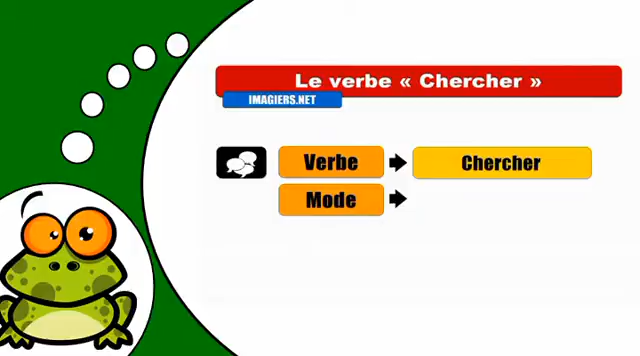 Le verbe « Chercher »
IMAGIERS.NET
Verbe Chercher
Mode